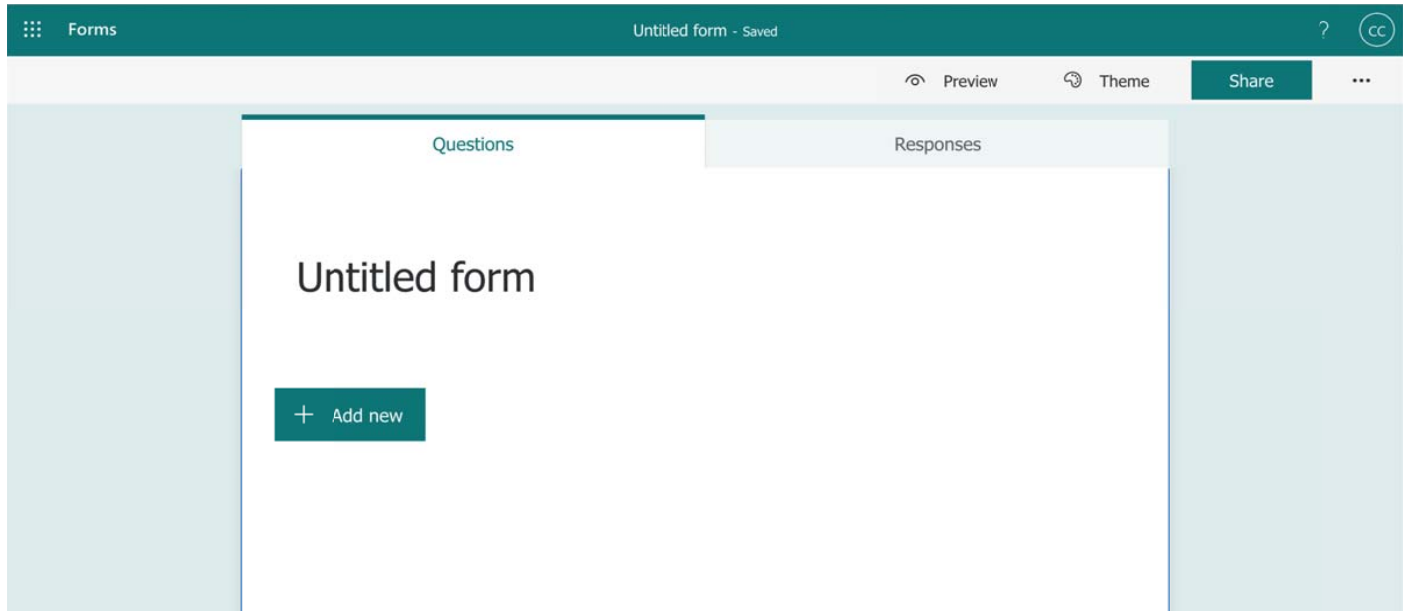 Forms
Untitled form - Saved
?
CC
Preview
Theme
Share
...
Questions
Responses
Untitled form
+ Add new